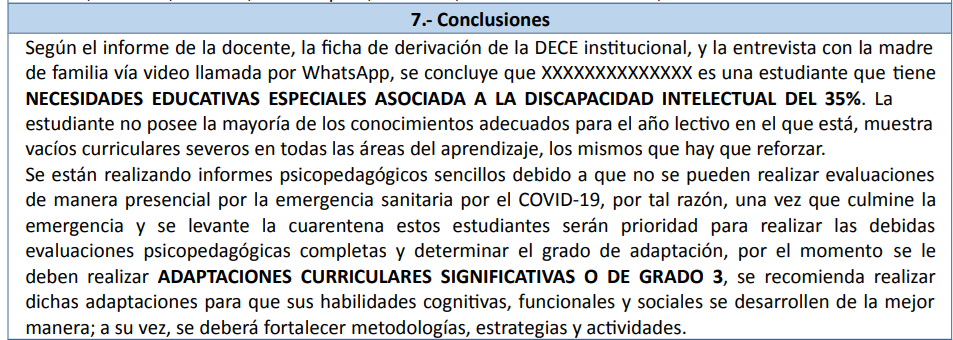 7.- Conclusiones
Según el informe de la docente, la ficha de derivación de la DECE institucional, y la entrevista con la madre
de familia vía video llamada por WhatsApp, se concluye que XXXXXXXXXXXXXX es una estudiante que tiene
NECESIDADES EDUCATIVAS ESPECIALES ASOCIADA A LA DISCAPACIDAD INTELECTUAL DEL 35%. La
estudiante no posee la mayoría de los conocimientos adecuados para el año lectivo en el que está, muestra
vacíos curriculares severos en todas las áreas del aprendizaje, los mismos que hay que reforzar.
Se están realizando informes psicopedagógicos sencillos debido a que no se pueden realizar evaluaciones
de manera presencial por la emergencia sanitaria por el COVID-19, por tal razón, una vez que culmine la
emergencia y se levante la cuarentena estos estudiantes serán prioridad para realizar las debidas
evaluaciones psicopedagógicas completas y determinar el grado de adaptación, por el momento se le
deben realizar ADAPTACIONES CURRICULARES SIGNIFICATIVAS O DE GRADO 3, se recomienda realizar
dichas adaptaciones para que sus habilidades cognitivas, funcionales y sociales se desarrollen de la mejor
manera; a su vez, se deberá fortalecer metodologías, estrategias y actividades.